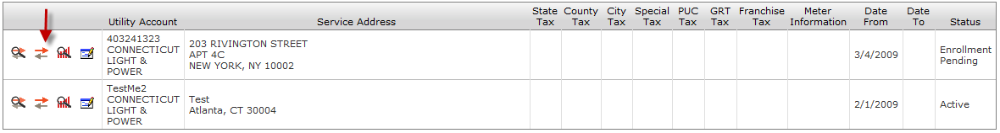 Utility Account Service Address State Tax County Tax City Tax Special Tax PUC Tax GRT Tax Franchise Tax Meter Information Date From Date To Status
403241323
CONNECTICUT
LIGHT &
POWER
203 RIVINGTON STREET
APT 4C
NEW YORK, NY 10002
3/4/2009
Enrollment
Pending
TestMe2
CONNECTICUT
LIGHT &
POWER
Test
Atlanta, CT 30004
2/1/2009
Active